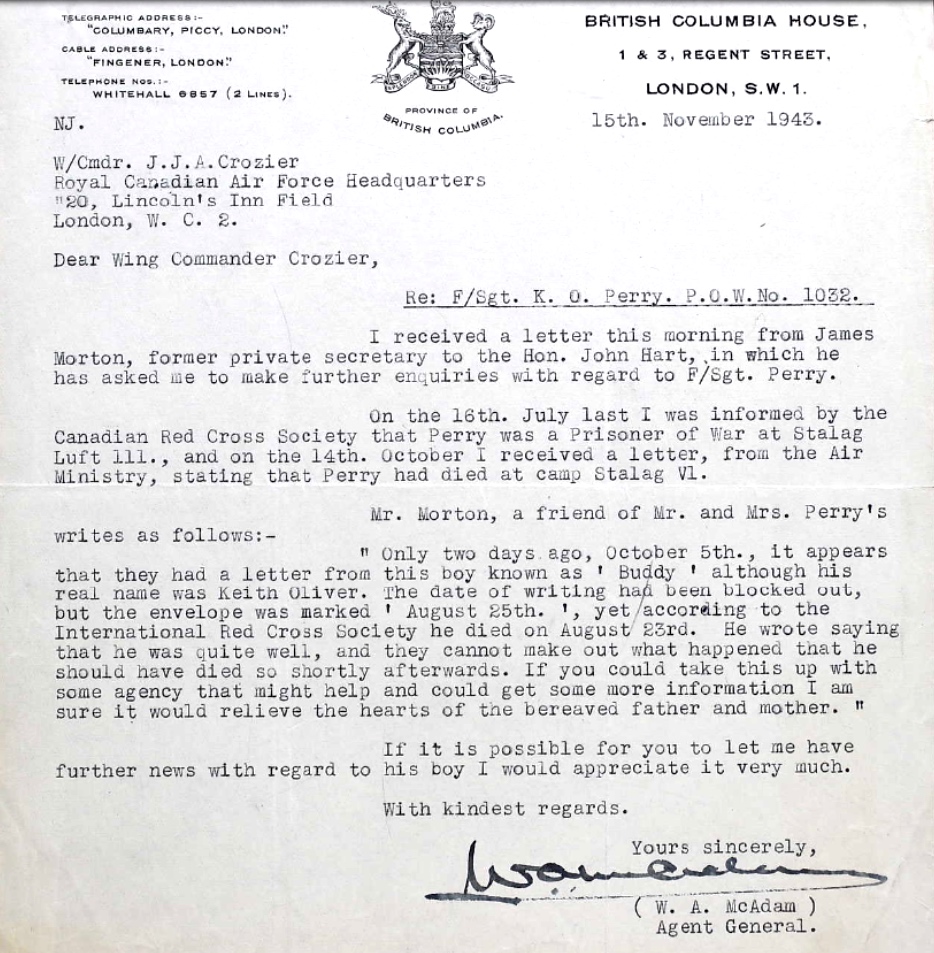 TELEGRAPHIC ADDRESS:-
"COLUMBARY, PICCY, LONDON."
CABLE ADDRESS:-
"FINGENER, LONDON."
TELEPHONE NOS.:-
WHITEHALL 6857 (2 LINES).
PROVINCE OF
BRITISH COLUMBIA.
BRITISH COLUMBIA HOUSE,
1 & 3, REGENT STREET,
LONDON, S.W. 1.
15th. November 1943.
NJ.
W/Cmdr. J.J.A.Crozier
Royal Canadian Air Force Headquarters
"20, Lincoln's Inn Field
London, W. C. 2.
Dear Wing Commander Crozier,
Re: F/Sgt. K. O. Perry. P.O.W.No. 1032.
I received a letter this morning from James
Morton, former private secretary to the Hon. John Hart, in which he
has asked me to make further enquiries with regard to F/Sgt. Perry.
On the 16th. July last I was informed by the
Canadian Red Cross Society that Perry was a Prisoner of War at Stalag
Luft 111., and on the 14th. October I received a letter, from the Air
Ministry, stating that Perry had died at camp Stalag V1.
Mr. Morton, a friend of Mr. and Mrs. Perry's
writes as follows:-
" Only two days ago, October 5th., it appears
that they had a letter from this boy known as ' Buddy ' although his
real name was Keith Oliver. The date of writing had been blocked out,
but the envelope was marked ' August 25th. ', yet according to the
International Red Cross Society he died on August 23rd. He wrote saying
that he was quite well, and they cannot make out what happened that he
should have died so shortly afterwards. If you could take this up with
some agency that might help and could get some more information I am
sure it would relieve the hearts of the bereaved father and mother. "
If it is possible for you to let me have
further news with regard to his boy I would appreciate it very much.
With kindest regards.
Yours sincerely,
( W. A. McAdam )
Agent General.